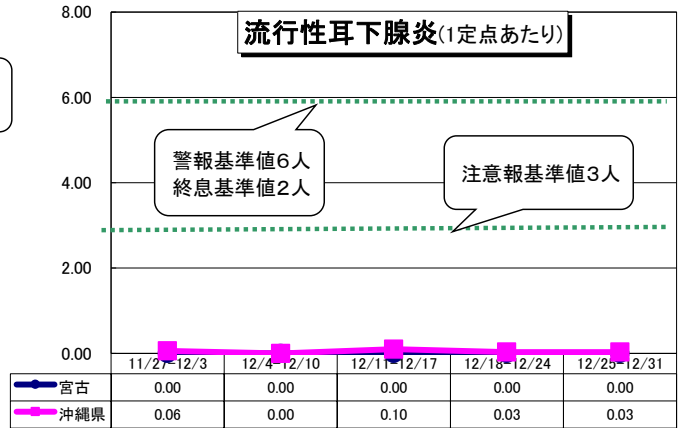 流行性耳下腺炎(1定点あたり)
8.00
6.00
警報基準値6人
終息基準値2人
注意報基準値3人
4.00
2.00
0.00
11/27-12/3 12/4-12/10 12/11-12/17 12/18-12/24 12/25-12/31
宮古 0.00 0.00 0.00 0.00 0.00
沖縄県 0.06 0.00 0.10 0.03 0.03